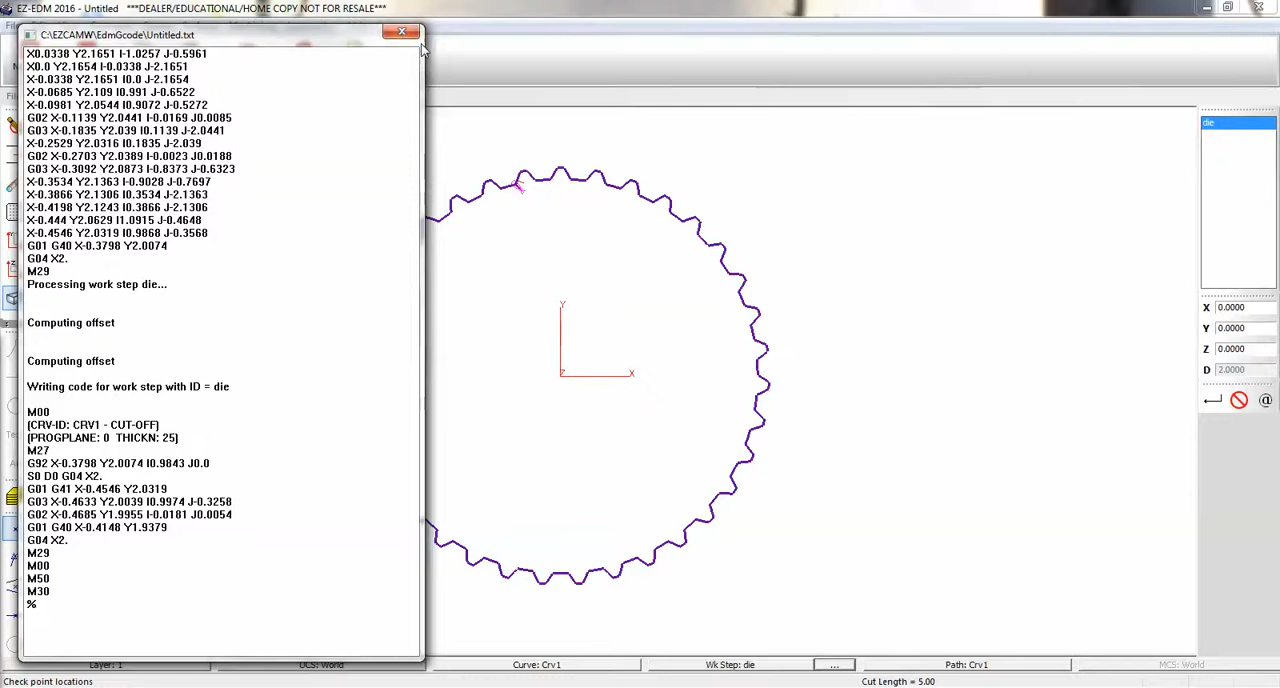 EZ-EDM 2016 - Untitled ***DEALER/EDUCATIONAL/HOME COPY NOT FOR RESALE***
C:\EZCAMW\EdmGcode\Untitled.txt
X0.0338 Y2.1651 I-1.0257 J-0.5961
X0.0 Y2.1654 I-0.0338 J-2.1651
X-0.0338 Y2.1651 I0.0 J-2.1654
X-0.0685 Y2.109 I0.991 J-0.6522
X-0.0981 Y2.0544 I0.9072 J-0.5272
G02 X-0.1139 Y2.0441 I-0.0169 J0.0085
G03 X-0.1835 Y2.039 I0.1139 J-2.0441
X-0.2529 Y2.0316 I0.1835 J-2.039
G02 X-0.2703 Y2.0389 I-0.0023 J0.0188
G03 X-0.3092 Y2.0873 I-0.8373 J-0.6323
X-0.3534 Y2.1363 I-0.9028 J-0.7697
X-0.3866 Y2.1306 I0.3534 J-2.1363
X-0.4198 Y2.1243 I0.3866 J-2.1306
X-0.444 Y2.0629 I1.0915 J-0.4648
X-0.4546 Y2.0319 I0.9868 J-0.3568
G01 G40 X-0.3798 Y2.0074
G04 X2.
M29
Processing work step die...
Computing offset
Computing offset
Writing code for work step with ID = die
M00
(CRV-ID: CRV1 - CUT-OFF)
(PROGPLANE: 0 THICKN: 25)
M27
G92 X-0.3798 Y2.0074 I0.9843 J0.0
S0 D0 G04 X2.
G01 G41 X-0.4546 Y2.0319
G03 X-0.4633 Y2.0039 I0.9974 J-0.3258
G02 X-0.4685 Y1.9955 I-0.0181 J0.0054
G01 G40 X-0.4148 Y1.9379
G04 X2.
M29
M00
M50
M30
%
Y
Z
X
die
X 0.0000
Y 0.0000
Z 0.0000
D 2.0000
@
Layer: 1
UCS: World
Curve: Crv1
Wk Step: die
...
Path: Crv1
MCS: World
Check point locations
Cut Length = 5.00